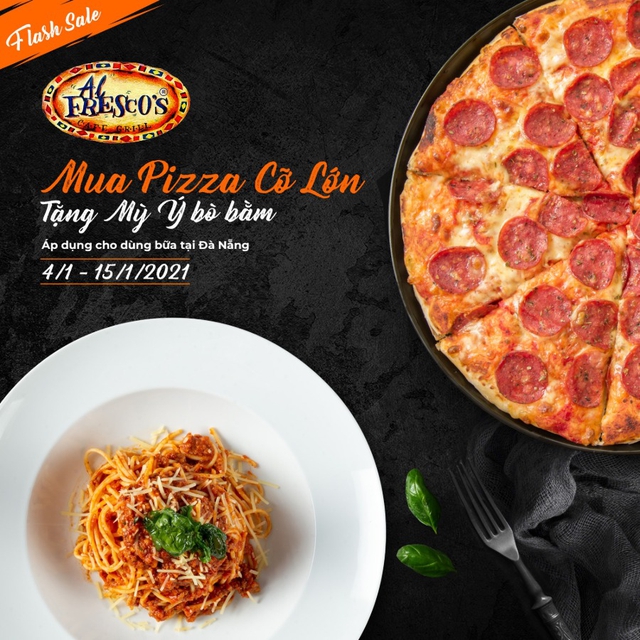 Flash Sale
AL
FRESCO'S®
CAFE GRILL
Mua Pizza Cỡ Lớn
Tặng Mỳ Ý bò bằm
Áp dụng cho dùng bữa tại Đà Nẵng
4/1 - 15/1/2021